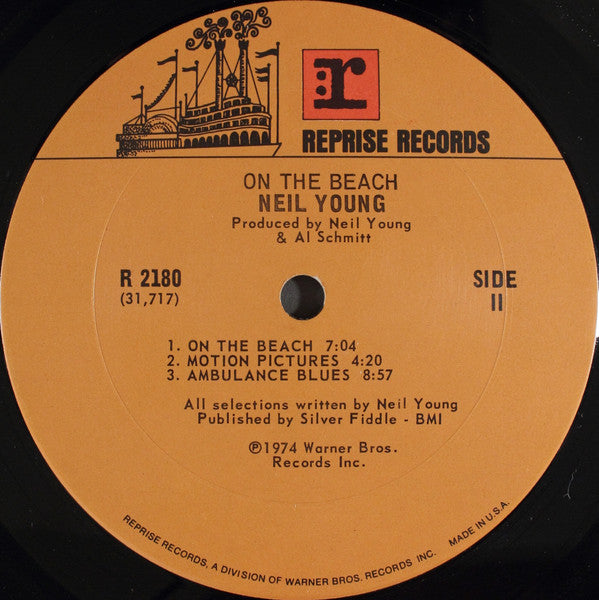 r
REPRISE RECORDS
ON THE BEACH
NEIL YOUNG
Produced by Neil Young
& Al Schmitt
R 2180
(31,717)
SIDE
II
1. ON THE BEACH 7:04
2. MOTION PICTURES 4:20
3. AMBULANCE BLUES 8:57
All selections written by Neil Young
Published by Silver Fiddle - BMI
℗1974 Warner Bros.
Records Inc.
REPRISE RECORDS, A DIVISION OF WARNER BROS. RECORDS INC. MADE IN U.S.A.